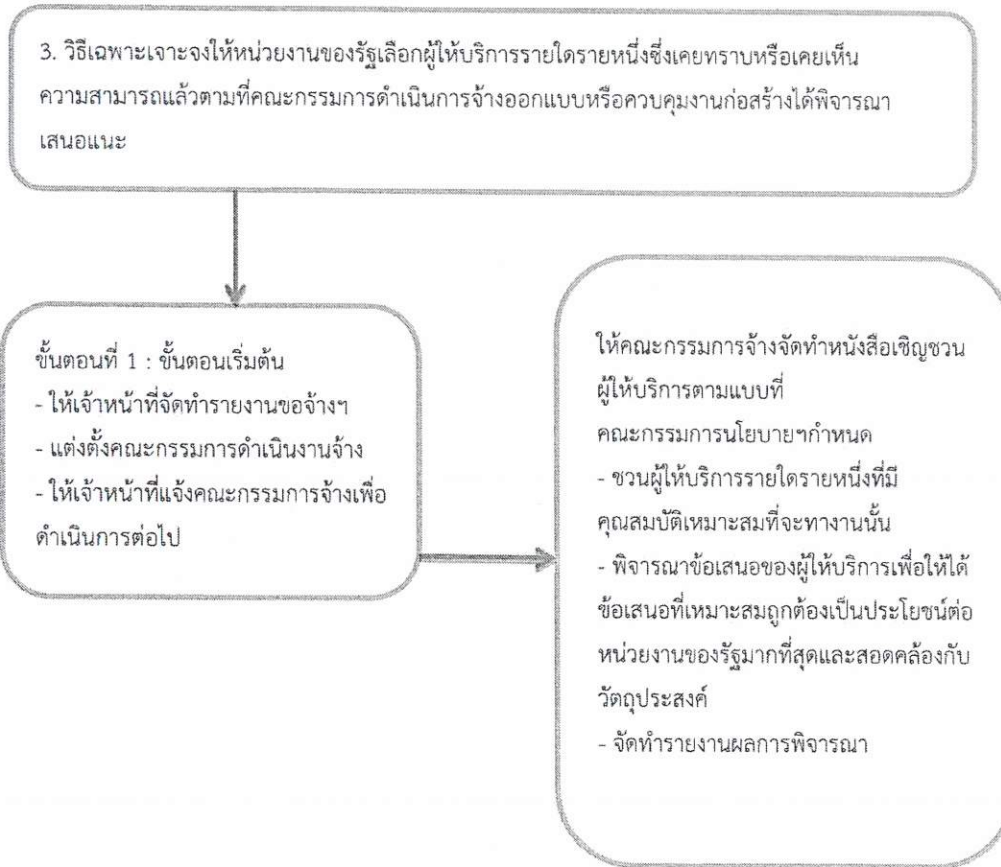 3. วิธีเฉพาะเจาะจงให้หน่วยงานของรัฐเลือกผู้ให้บริการรายใดรายหนึ่งซึ่งเคยทราบหรือเคยเห็น
ความสามารถแล้วตามที่คณะกรรมการดำเนินการจ้างออกแบบหรือควบคุมงานก่อสร้างได้พิจารณา
เสนอแนะ
ขั้นตอนที่ 1 : ขั้นตอนเริ่มต้น
- ให้เจ้าหน้าที่จัดทำรายงานขอจ้างฯ
- แต่งตั้งคณะกรรมการดำเนินงานจ้าง
- ให้เจ้าหน้าที่แจ้งคณะกรรมการจ้างเพื่อ
ดำเนินการต่อไป
ให้คณะกรรมการจ้างจัดทำหนังสือเชิญชวน
ผู้ให้บริการตามแบบที่
คณะกรรมการนโยบายฯกำหนด
- ชวนผู้ให้บริการรายใดรายหนึ่งที่มี
คุณสมบัติเหมาะสมที่จะทางานนั้น
- พิจารณาข้อเสนอของผู้ให้บริการเพื่อให้ได้
ข้อเสนอที่เหมาะสมถูกต้องเป็นประโยชน์ต่อ
หน่วยงานของรัฐมากที่สุดและสอดคล้องกับ
วัตถุประสงค์
- จัดทำรายงานผลการพิจารณา